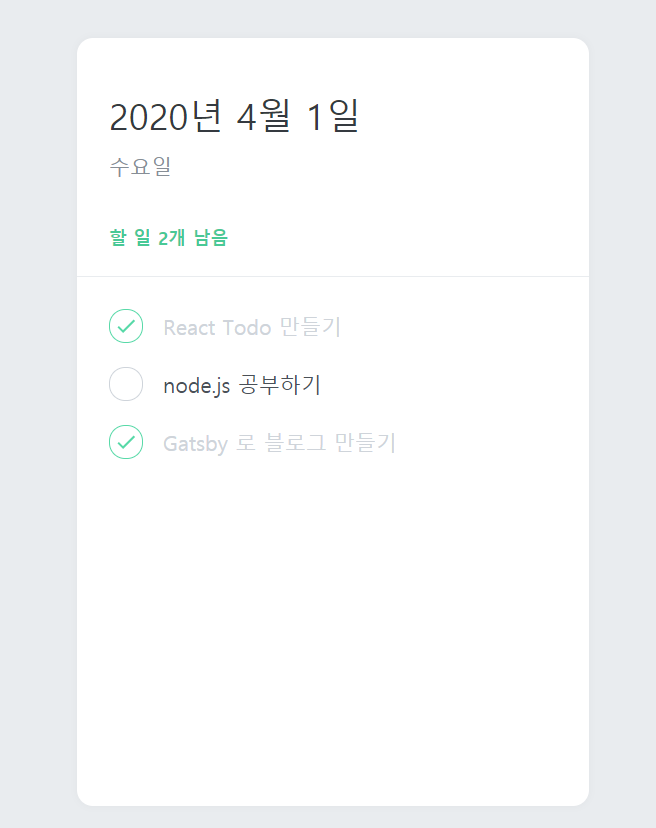 2020년 4월 1일
수요일
할 일 2개 남음
React Todo 만들기
node.js 공부하기
Gatsby 로 블로그 만들기